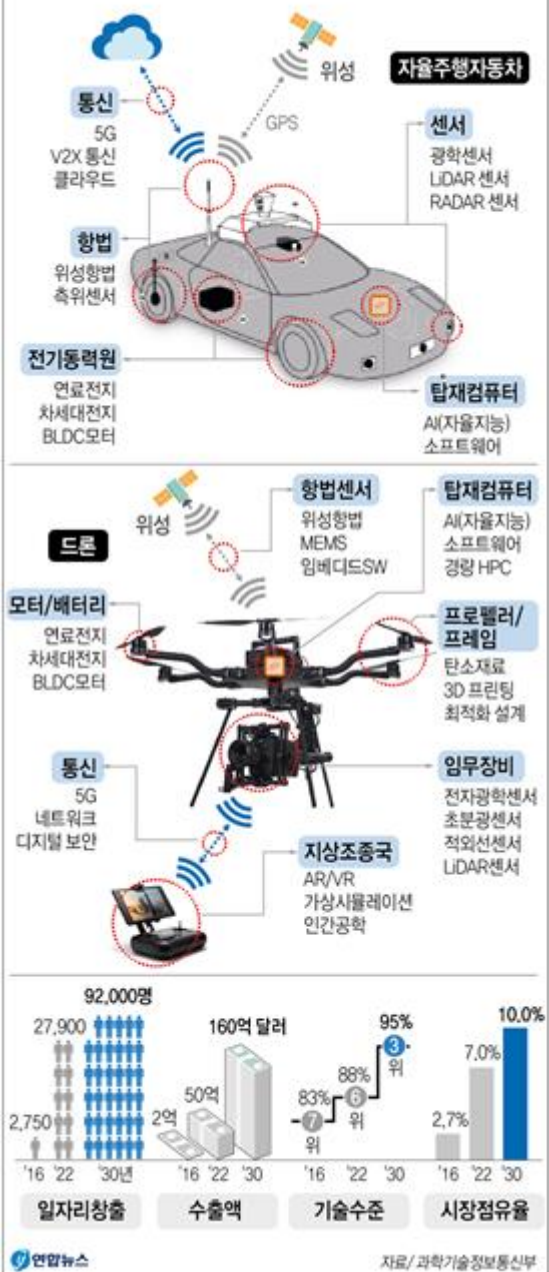 자율주행자동차
위성
GPS
통신
5G
V2X 통신
클라우드
센서
광학센서
LiDAR 센서
RADAR 센서
항법
위성항법
측위센서
전기동력원
연료전지
차세대전지
BLDC모터
탑재컴퓨터
AI(자율지능)
소프트웨어
드론
위성
항법센서
위성항법
MEMS
임베디드SW
탑재컴퓨터
AI(자율지능)
소프트웨어
경량 HPC
모터/배터리
연료전지
차세대전지
BLDC모터
프로펠러/
프레임
탄소재료
3D 프린팅
최적화 설계
통신
5G
네트워크
디지털 보안
임무장비
전자광학센서
초분광센서
적외선센서
LiDAR센서
지상조종국
AR/VR
가상시뮬레이션
인간공학
92,000명
27,900
2,750
'16 '22 '30년
일자리창출
160억 달러
50억
2억
'16 '22 '30
수출액
95%
3
위
88%
6
위
83%
7
위
'16 '22 '30
기술수준
10.0%
7.0%
2.7%
'16 '22 '30
시장점유율
연합뉴스
자료/ 과학기술정보통신부